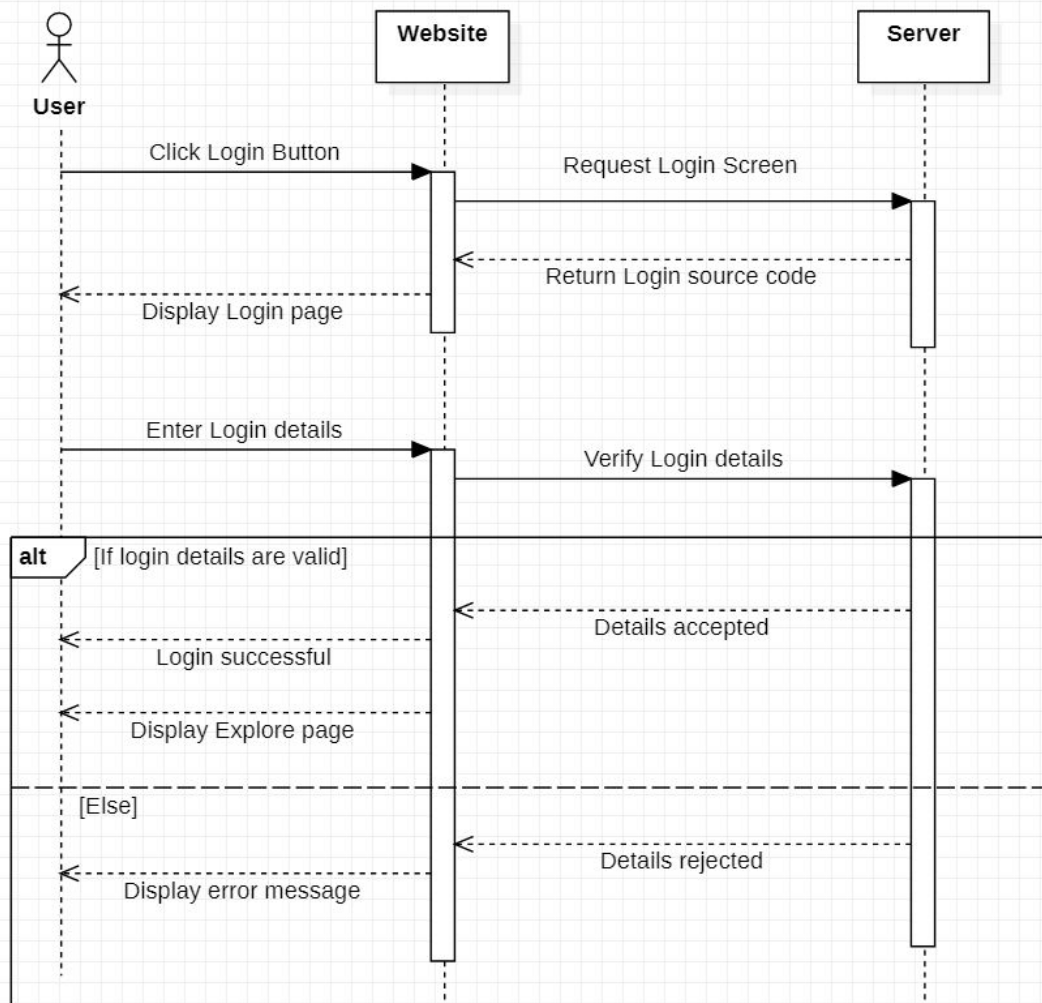 Website
Server
User
Click Login Button
Request Login Screen
Return Login source code
Display Login page
Enter Login details
Verify Login details
alt
[If login details are valid]
Details accepted
Login successful
Display Explore page
[Else]
Details rejected
Display error message